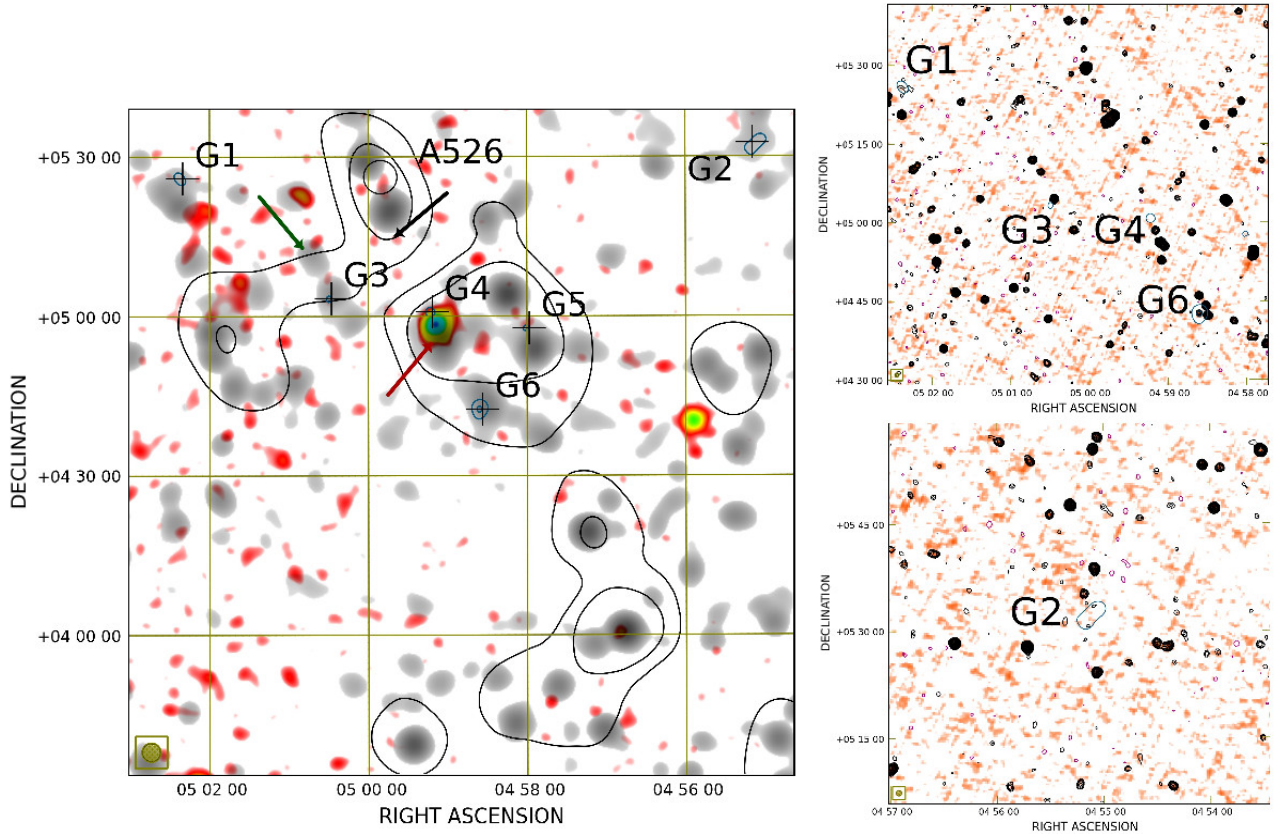 G1
A526
G2
G3
G4
G5
G6
+05 30 00
+05 00 00
+04 30 00
+04 00 00
DECLINATION
05 02 00
05 00 00
04 58 00
04 56 00
RIGHT ASCENSION
G1
G3
G4
G6
+05 30 00
+05 15 00
+05 00 00
+04 45 00
+04 30 00
DECLINATION
05 02 00
05 01 00
05 00 00
04 59 00
04 58 00
RIGHT ASCENSION
G2
+05 45 00
+05 30 00
+05 15 00
DECLINATION
04 57 00
04 56 00
04 55 00
04 54 00
RIGHT ASCENSION